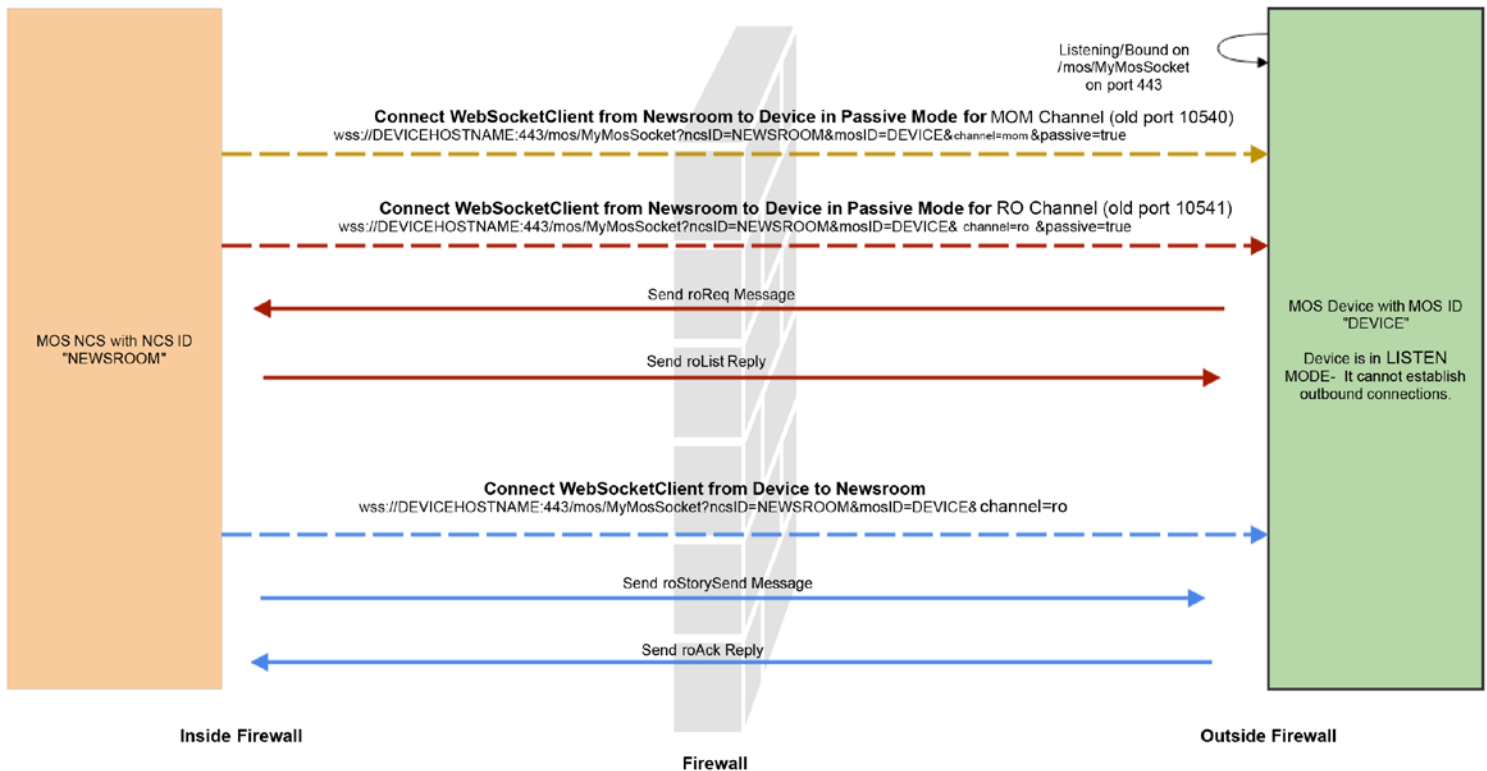 Listening/Bound on
/mos/MyMosSocket
on port 443
Connect WebSocketClient from Newsroom to Device in Passive Mode for MOM Channel (old port 10540)
wss://DEVICEHOSTNAME:443/mos/MyMosSocket?ncsID=NEWSROOM&mosID=DEVICE&channel=mom &passive=true
Connect WebSocketClient from Newsroom to Device in Passive Mode for RO Channel (old port 10541)
wss://DEVICEHOSTNAME:443/mos/MyMosSocket?ncsID=NEWSROOM&mosID=DEVICE& channel=ro &passive=true
Send roReq Message
MOS NCS with NCS ID
"NEWSROOM"
MOS Device with MOS ID
"DEVICE"
Device is in LISTEN
MODE- It cannot establish
outbound connections.
Send roList Reply
Connect WebSocketClient from Device to Newsroom
wss://DEVICEHOSTNAME:443/mos/MyMosSocket?ncsID=NEWSROOM&mosID=DEVICE& channel=ro
Send roStorySend Message
Send roAck Reply
Inside Firewall
Firewall
Outside Firewall